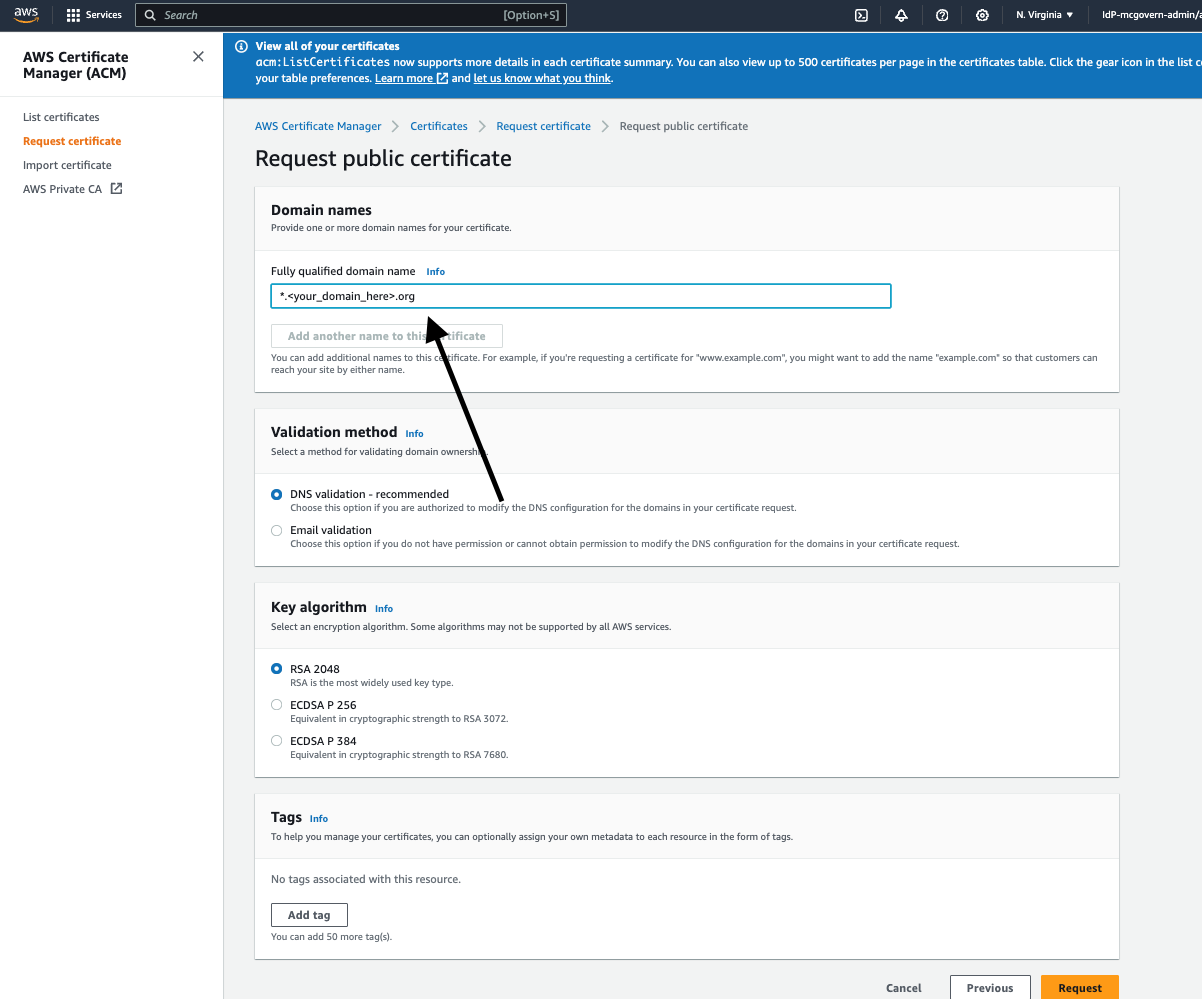 aws
Services
Search
[Option+S]
N. Virginia
IdP-mcgovern-admin/
AWS Certificate
Manager (ACM)
List certificates
Request certificate
Import certificate
AWS Private CA
View all of your certificates
acm:ListCertificates now supports more details in each certificate summary. You can also view up to 500 certificates per page in the certificates table. Click the gear icon in the list
your table preferences. Learn more and let us know what you think.
AWS Certificate Manager
Certificates
Request certificate
Request public certificate
Request public certificate
Domain names
Provide one or more domain names for your certificate.
Fully qualified domain name Info
*.<your_domain_here>.org
Add another name to this certificate
You can add additional names to this certificate. For example, if you're requesting a certificate for "www.example.com", you might want to add the name "example.com" so that customers can
reach your site by either name.
Validation method Info
Select a method for validating domain ownership.
DNS validation - recommended
Choose this option if you are authorized to modify the DNS configuration for the domains in your certificate request.
Email validation
Choose this option if you do not have permission or cannot obtain permission to modify the DNS configuration for the domains in your certificate request.
Key algorithm Info
Select an encryption algorithm. Some algorithms may not be supported by all AWS services.
RSA 2048
RSA is the most widely used key type.
ECDSA P 256
Equivalent in cryptographic strength to RSA 3072.
ECDSA P 384
Equivalent in cryptographic strength to RSA 7680.
Tags Info
To help you manage your certificates, you can optionally assign your own metadata to each resource in the form of tags.
No tags associated with this resource.
Add tag
You can add 50 more tag(s).
Cancel
Previous
Request